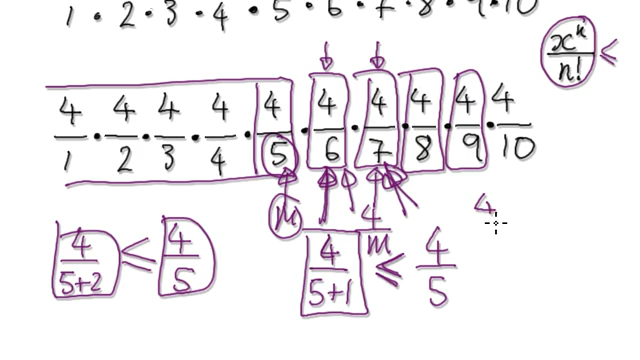 1 · 2 · 3 · 4 · 5 · 6 · 7 · 8 · 9 · 10
x^n/n! ≤
4/1 · 4/2 · 4/3 · 4/4 · 4/5 · 4/6 · 4/7 · 4/8 · 4/9 · 4/10
m 4/m 4
4/(5+2) ≤ 4/5 4/(5+1) ≤ 4/5